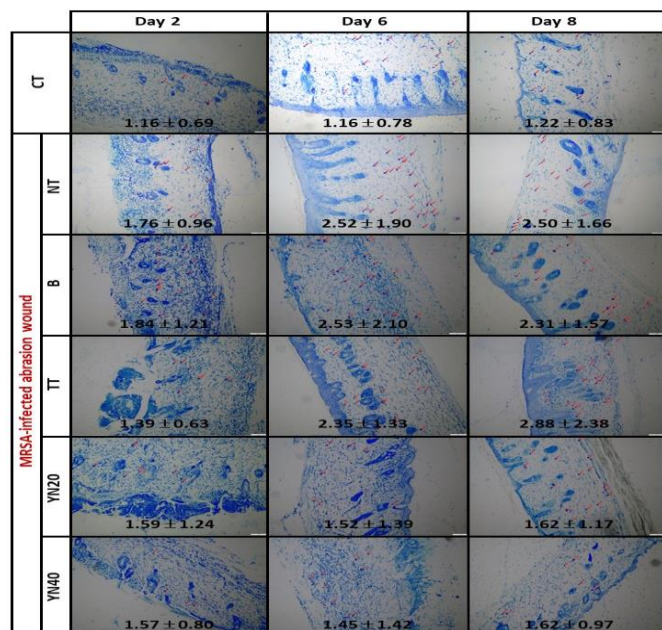 Day 2 Day 6 Day 8
CT
1.16±0.69 1.16±0.78 1.22±0.83
MRSA-infected abrasion wound
NT
1.76±0.96 2.52±1.90 2.50±1.66
B
1.84±1.21 2.53±2.10 2.31±1.57
TT
1.39±0.63 2.35±1.33 2.88±2.38
YN20
1.59±1.24 1.52±1.39 1.62±1.17
YN40
1.57±0.80 1.45±1.42 1.62±0.97